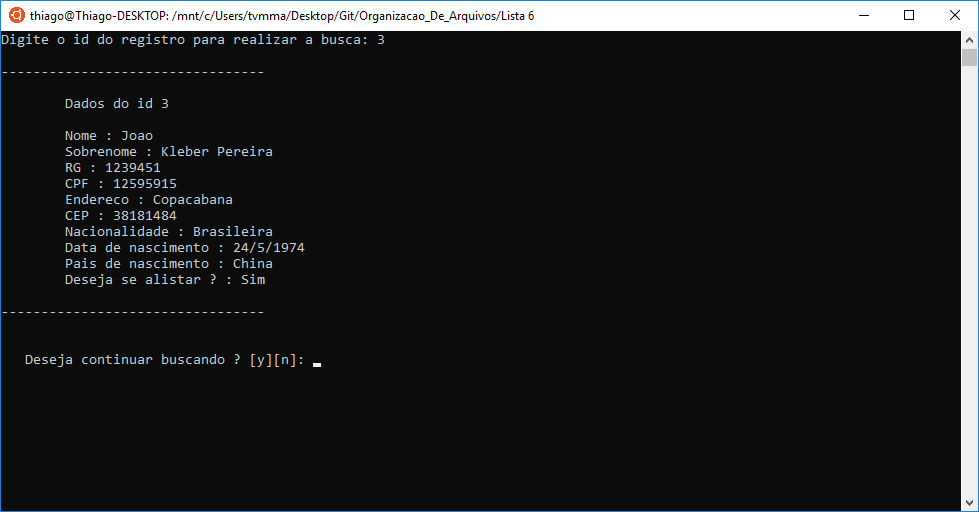 thiago@Thiago-DESKTOP: /mnt/c/Users/tvmma/Desktop/Git/Organizacao_De_Arquivos/Lista 6
Digite o id do registro para realizar a busca: 3
---------------------------------
Dados do id 3
Nome : Joao
Sobrenome : Kleber Pereira
RG : 1239451
CPF : 12595915
Endereco : Copacabana
CEP : 38181484
Nacionalidade : Brasileira
Data de nascimento : 24/5/1974
Pais de nascimento : China
Deseja se alistar ? : Sim
---------------------------------
Deseja continuar buscando ? [y][n]: